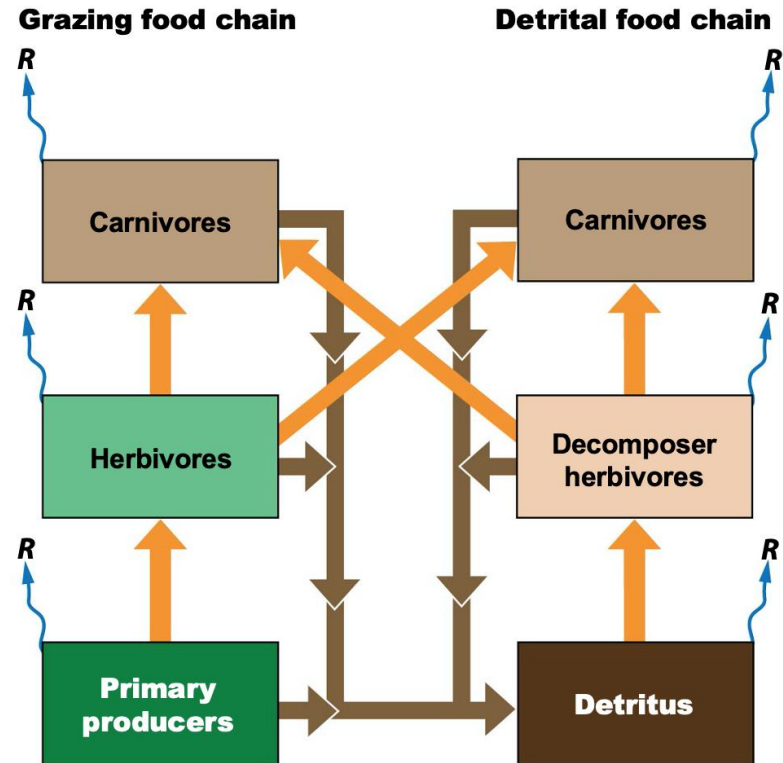 Grazing food chain
Detrital food chain
R
R
Carnivores
Carnivores
R
R
Herbivores
Decomposer
herbivores
R
R
Primary
producers
Detritus